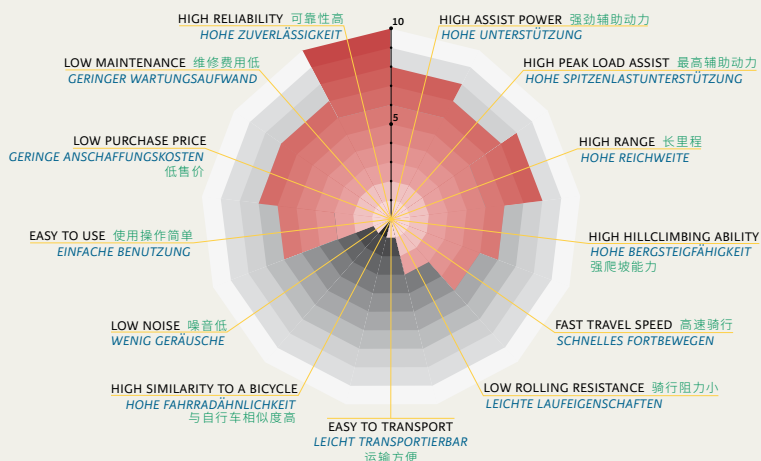 HIGH RELIABILITY 可靠性高
HOHE ZUVERLÄSSIGKEIT
10
HIGH ASSIST POWER 强劲辅助动力
HOHE UNTERSTÜTZUNG
LOW MAINTENANCE 维修费用低
GERINGER WARTUNGSAUFWAND
HIGH PEAK LOAD ASSIST 最高辅助动力
HOHE SPITZENLASTUNTERSTÜTZUNG
5
LOW PURCHASE PRICE
GERINGE ANSCHAFFUNGSKOSTEN
低售价
HIGH RANGE 长里程
HOHE REICHWEITE
EASY TO USE 使用操作简单
EINFACHE BENUTZUNG
HIGH HILLCLIMBING ABILITY
HOHE BERGSTEIGFÄHIGKEIT
强爬坡能力
LOW NOISE 噪音低
WENIG GERÄUSCHE
FAST TRAVEL SPEED 高速骑行
SCHNELLES FORTBEWEGEN
HIGH SIMILARITY TO A BICYCLE
HOHE FAHRRADÄHNLICHKEIT
与自行车相似度高
LOW ROLLING RESISTANCE 骑行阻力小
LEICHTE LAUFEIGENSCHAFTEN
EASY TO TRANSPORT
LEICHT TRANSPORTIERBAR
运输方便